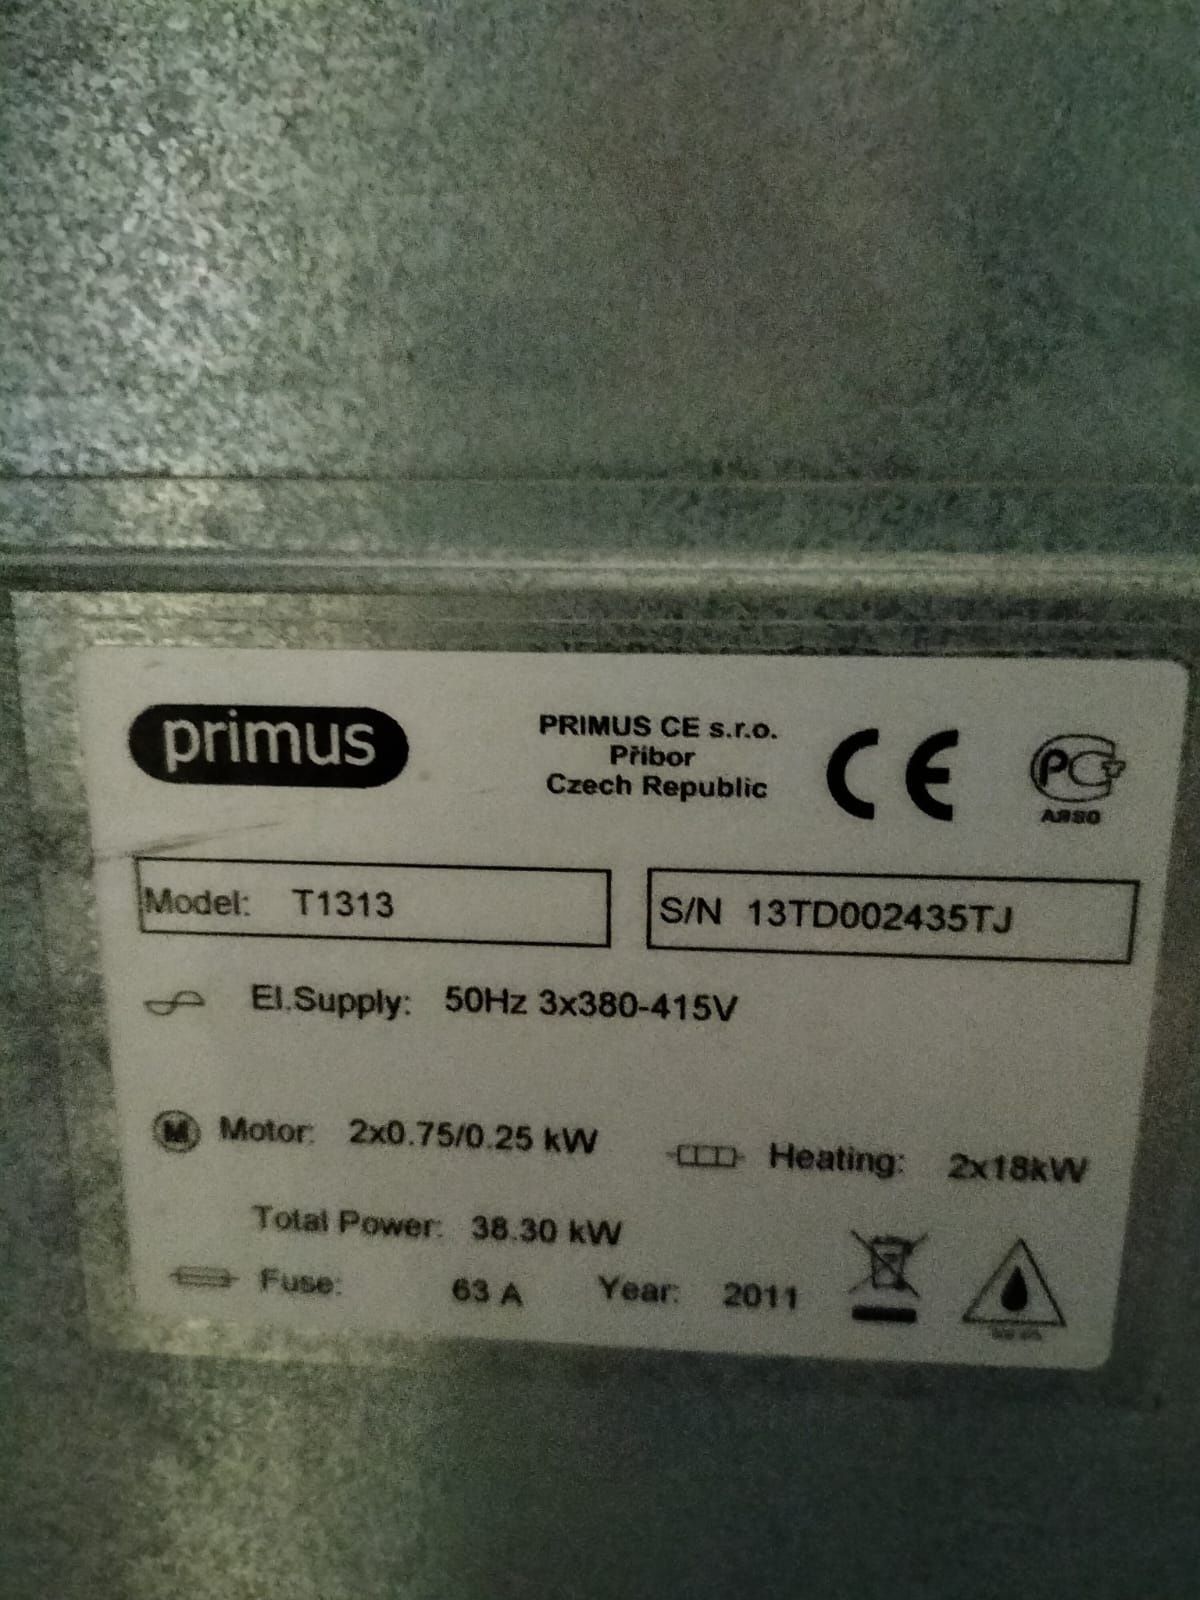 primus
PRIMUS CE s.r.o.
Příbor
Czech Republic
CE
Model: T1313
S/N 13TD002435TJ
El.Supply: 50Hz 3x380-415V
M Motor: 2x0.75/0.25 kW
Heating: 2x18kW
Total Power: 38.30 kW
Fuse: 63 A Year: 2011